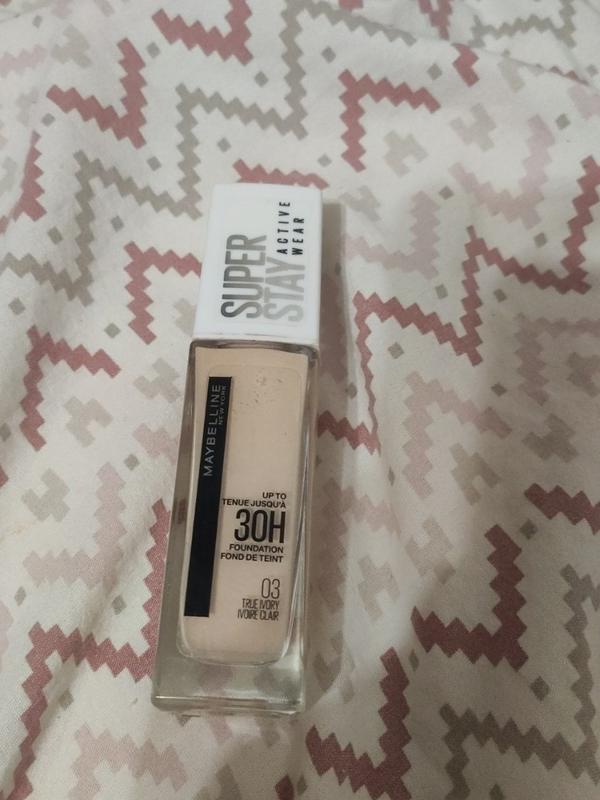 SUPER
STAY
ACTIVE
WEAR
MAYBELLINE
NEW YORK
UP TO
TENUE JUSQU'À
30H
FOUNDATION
FOND DE TEINT
03
TRUE IVORY
IVOIRE CLAIR